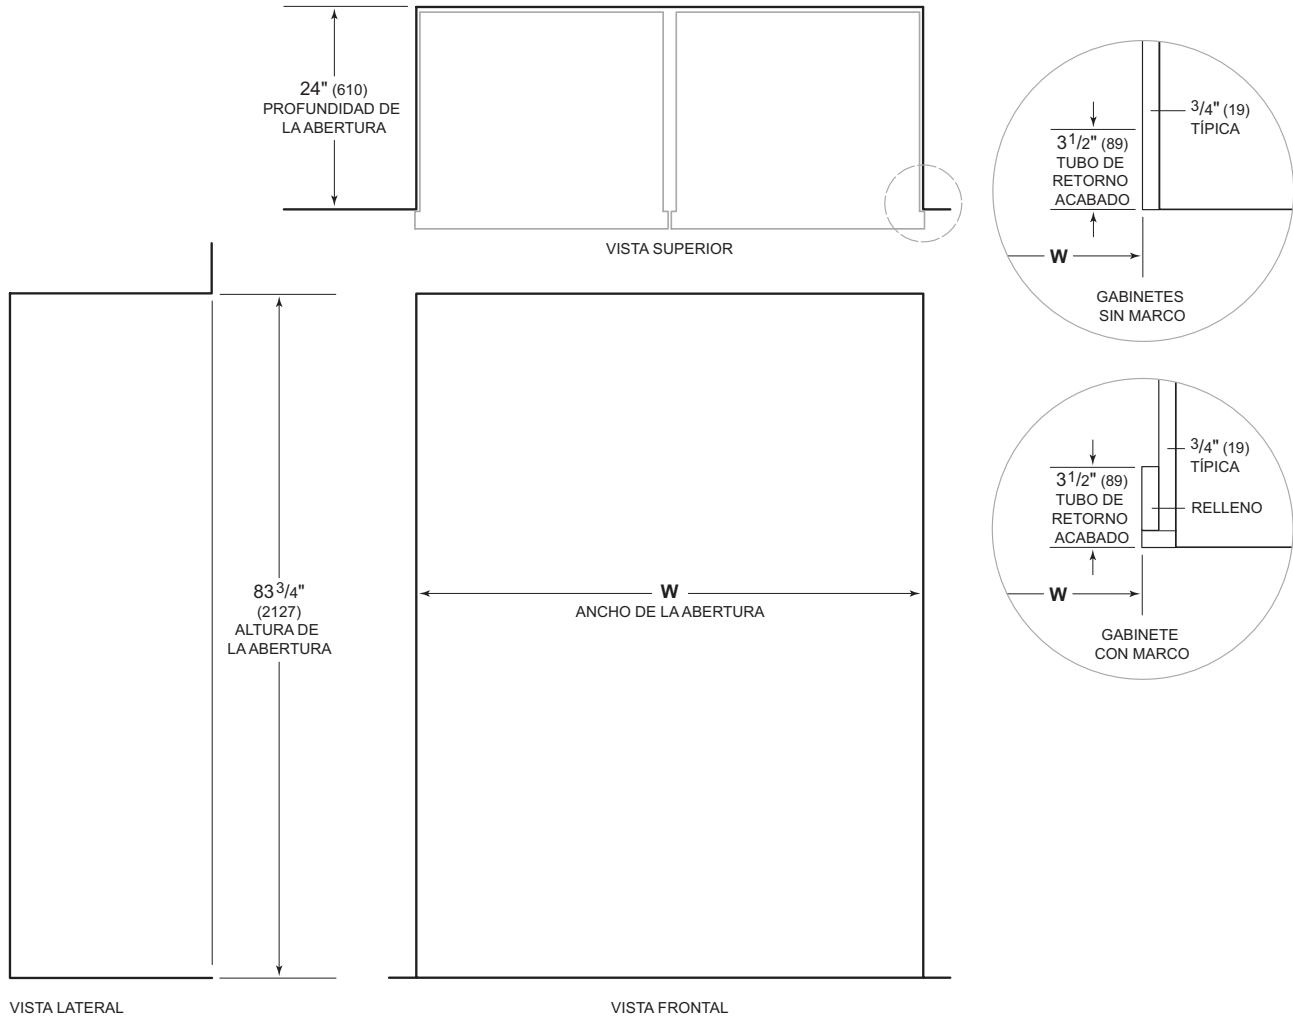 24" (610)
PROFUNDIDAD DE
LA ABERTURA
VISTA SUPERIOR
3/4" (19)
TÍPICA
3 1/2" (89)
TUBO DE
RETORNO
ACABADO
W
GABINETES
SIN MARCO
83 3/4"
(2127)
ALTURA DE
LA ABERTURA
W
ANCHO DE LA ABERTURA
3/4" (19)
TÍPICA
3 1/2" (89)
TUBO DE
RETORNO
ACABADO
RELLENO
W
GABINETE
CON MARCO
VISTA LATERAL
VISTA FRONTAL